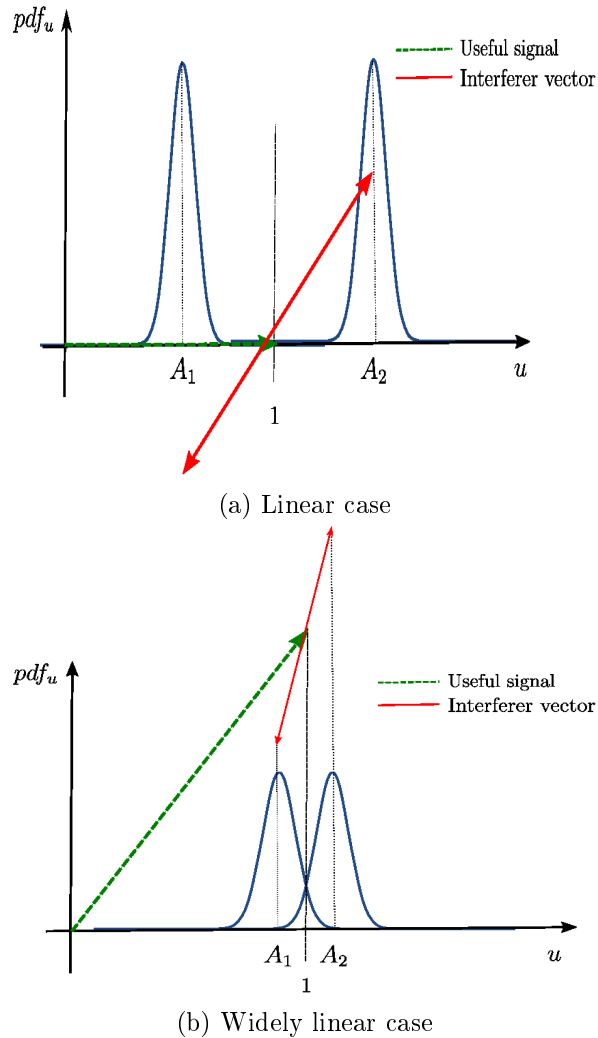 pdf_u
Useful signal
Interferer vector
A_1
A_2
u
1
(a) Linear case
pdf_u
Useful signal
Interferer vector
A_1
A_2
u
1
(b) Widely linear case